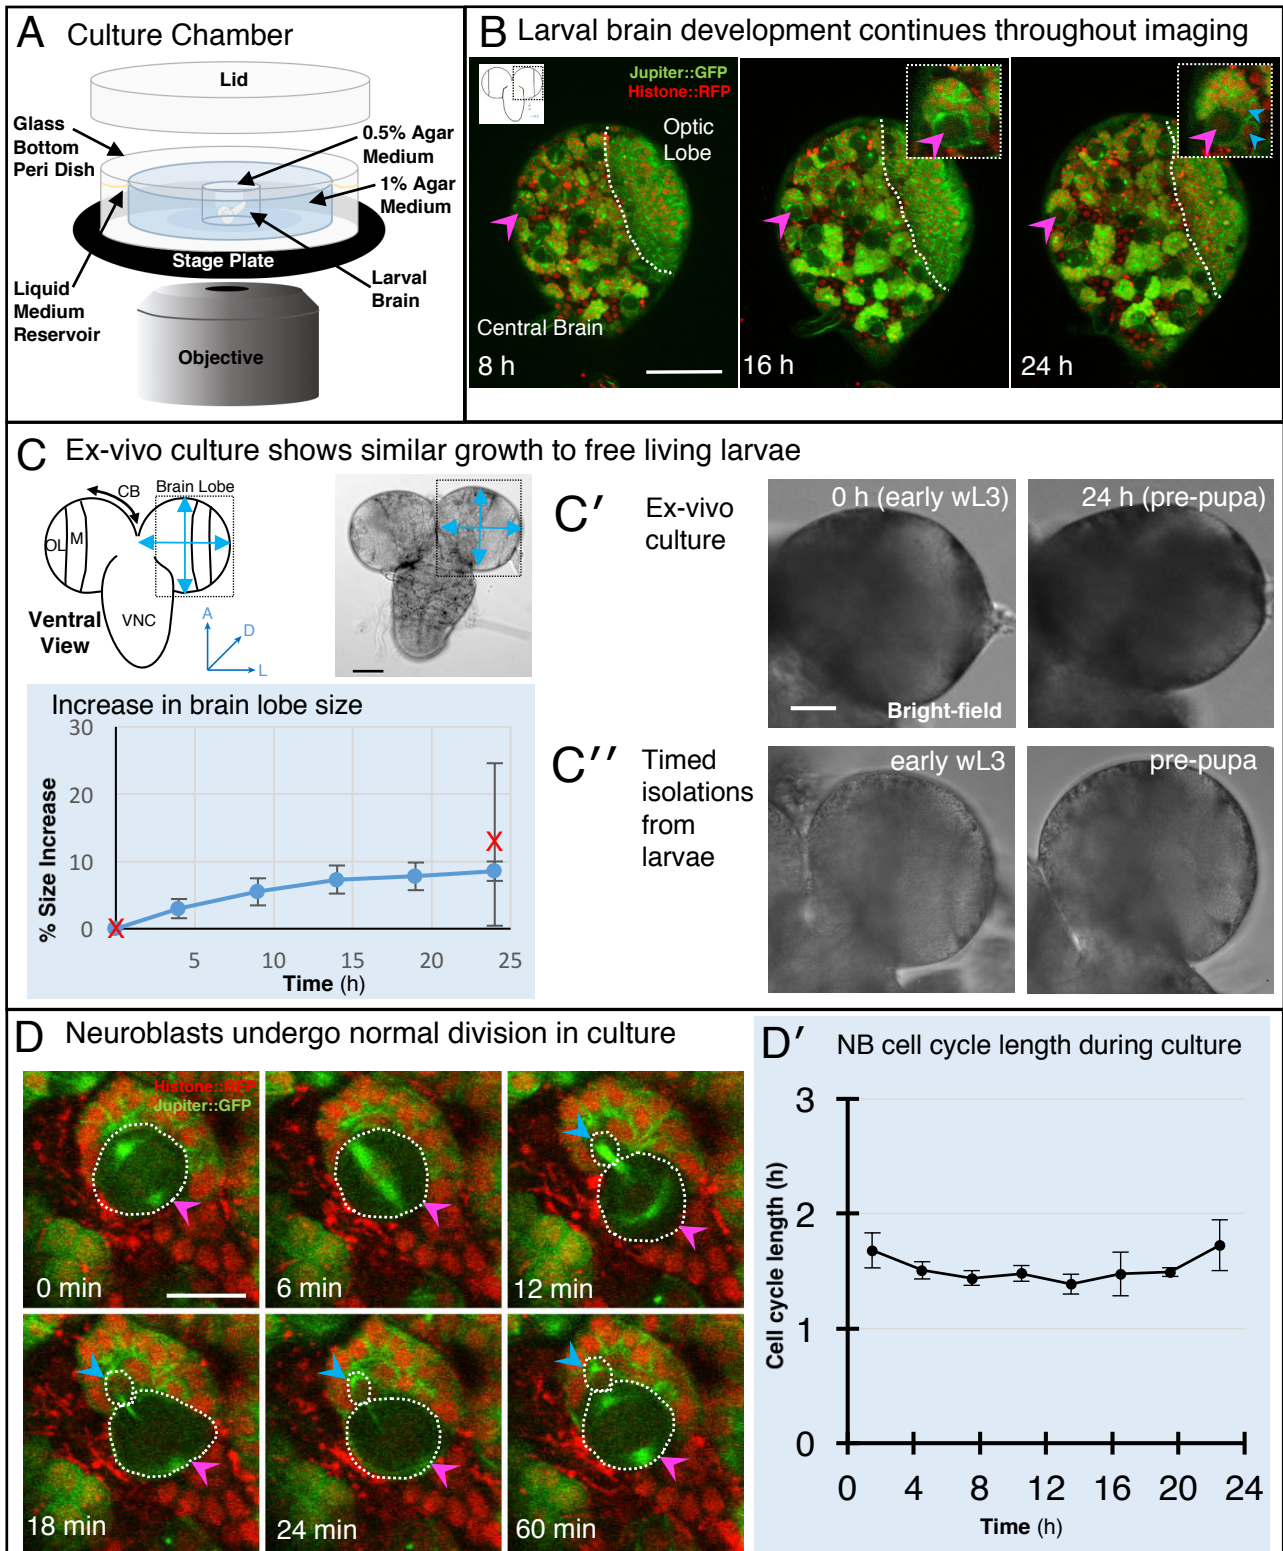 A Culture Chamber
Lid
Glass
Bottom
Peri Dish
0.5% Agar
Medium
1% Agar
Medium
Stage Plate
Liquid
Medium
Reservoir
Larval
Brain
Objective
B Larval brain development continues throughout imaging
Jupiter::GFP
Histone::RFP
Optic
Lobe
Central Brain
8 h
16 h
24 h
C Ex-vivo culture shows similar growth to free living larvae
CB
Brain Lobe
OL
M
VNC
Ventral
View
A
D
L
Increase in brain lobe size
% Size Increase
30
20
10
0
5
10
15
20
25
Time (h)
C′ Ex-vivo
culture
0 h (early wL3)
24 h (pre-pupa)
Bright-field
C′′ Timed
isolations
from
larvae
early wL3
pre-pupa
D Neuroblasts undergo normal division in culture
Histone::RFP
Jupiter::GFP
0 min
6 min
12 min
18 min
24 min
60 min
D′ NB cell cycle length during culture
Cell cycle length (h)
3
2
1
0
0
4
8
12
16
20
24
Time (h)